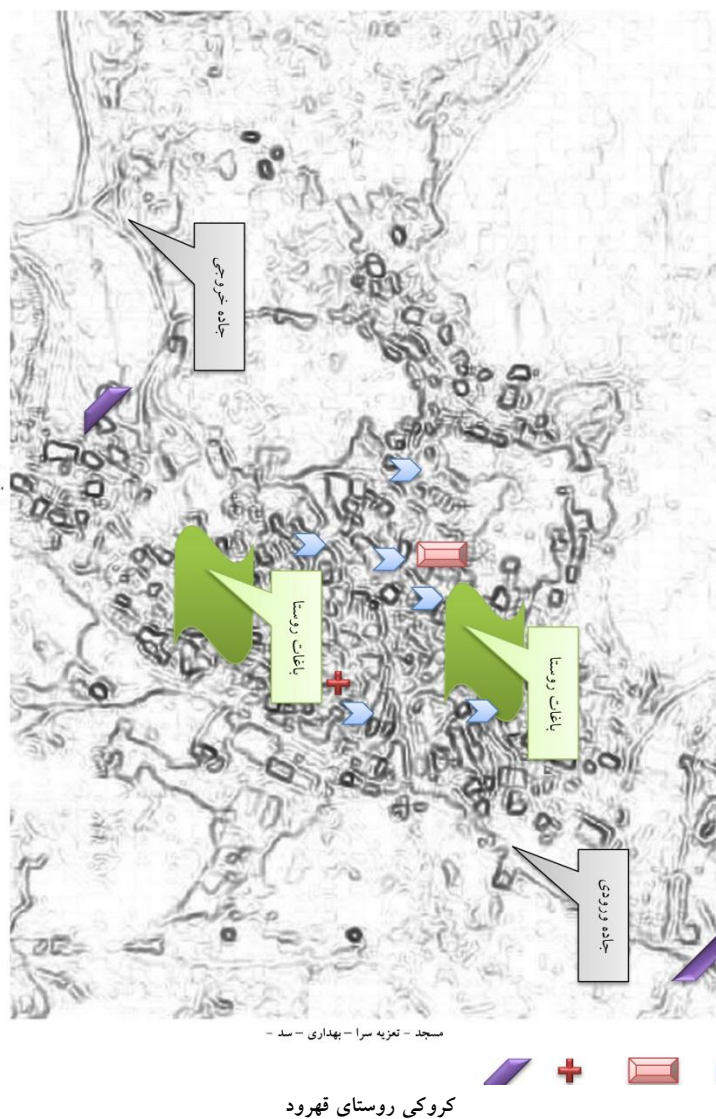 جاده خروجی
باغات روستا
باغات روستا
جاده ورودی
مسجد - تعزیه سرا – بهداری – سد -
کروکی روستای قهرود